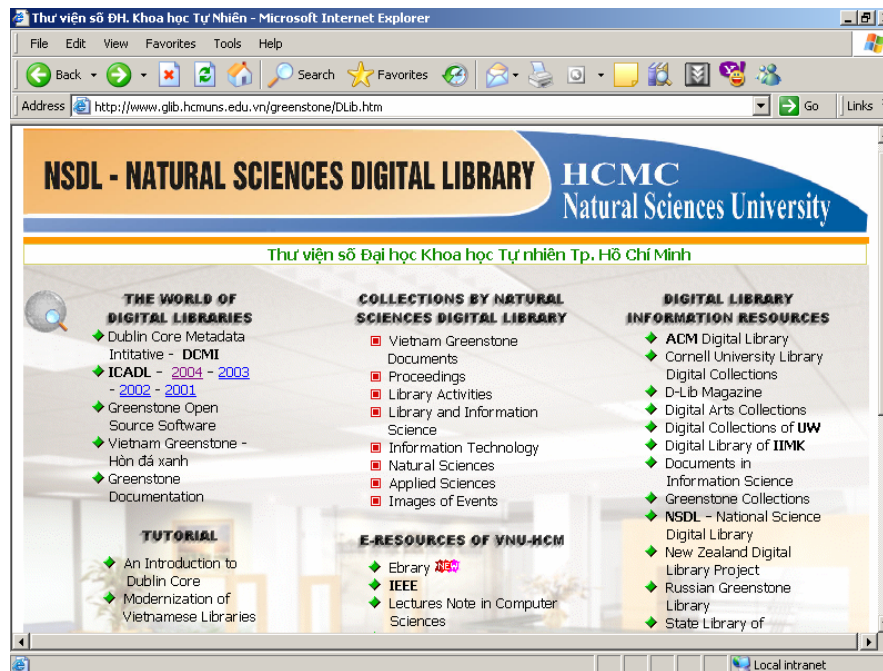 Thư viện số ĐH. Khoa học Tự Nhiên - Microsoft Internet Explorer
File Edit View Favorites Tools Help
Back Search Favorites
Address http://www.glib.hcmuns.edu.vn/greenstone/DLib.htm Go Links
NSDL - NATURAL SCIENCES DIGITAL LIBRARY
HCMC
Natural Sciences University
Thư viện số Đại học Khoa học Tự nhiên Tp. Hồ Chí Minh
THE WORLD OF
DIGITAL LIBRARIES
Dublin Core Metadata
Intitative - DCMI
ICADL - 2004 - 2003
- 2002 - 2001
Greenstone Open
Source Software
Vietnam Greenstone -
Hòn đá xanh
Greenstone
Documentation
TUTORIAL
An Introduction to
Dublin Core
Modernization of
Vietnamese Libraries
COLLECTIONS BY NATURAL
SCIENCES DIGITAL LIBRARY
Vietnam Greenstone
Documents
Proceedings
Library Activities
Library and Information
Science
Information Technology
Natural Sciences
Applied Sciences
Images of Events
E-RESOURCES OF VNU-HCM
Ebrary NEW
IEEE
Lectures Note in Computer
Sciences
DIGITAL LIBRARY
INFORMATION RESOURCES
ACM Digital Library
Cornell University Library
Digital Collections
D-Lib Magazine
Digital Arts Collections
Digital Collections of UW
Digital Library of IIMK
Documents in
Information Science
Greenstone Collections
NSDL - National Science
Digital Library
New Zealand Digital
Library Project
Russian Greenstone
Library
State Library of
Local intranet